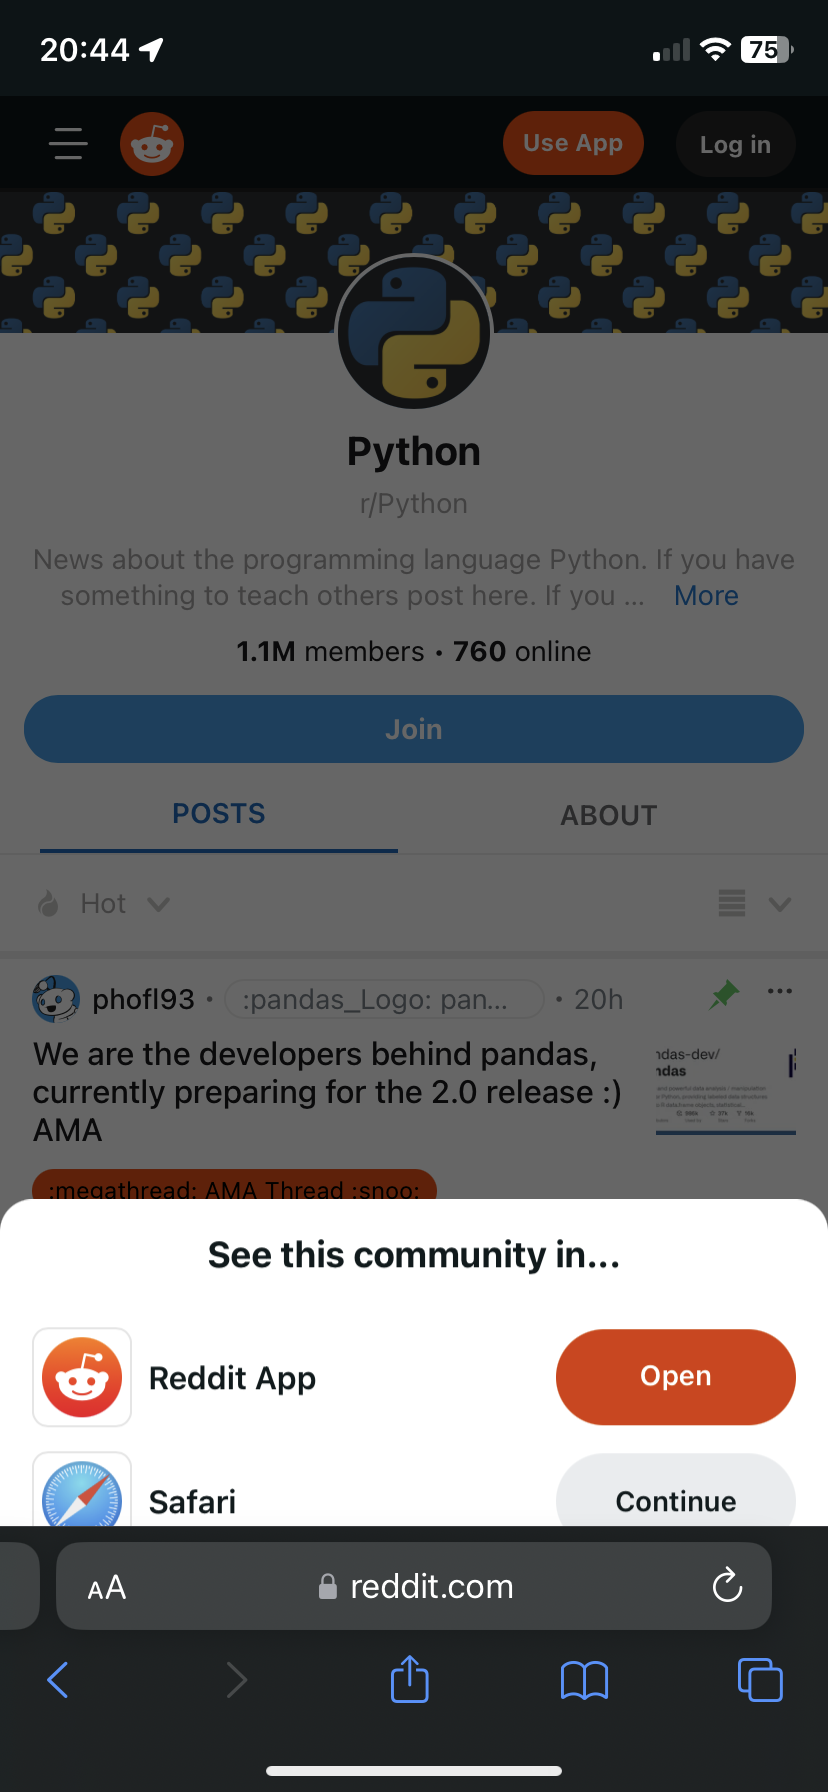 20:44
75
Use App
Log in
Python
r/Python
News about the programming language Python. If you have
something to teach others post here. If you ... More
1.1M members • 760 online
Join
POSTS
ABOUT
Hot
phofl93 • :pandas_Logo: pan... • 20h
We are the developers behind pandas,
currently preparing for the 2.0 release :)
AMA
ndas-dev/
ndas
:megathread: AMA Thread :snoo:
See this community in...
Reddit App
Open
Safari
Continue
AA
reddit.com